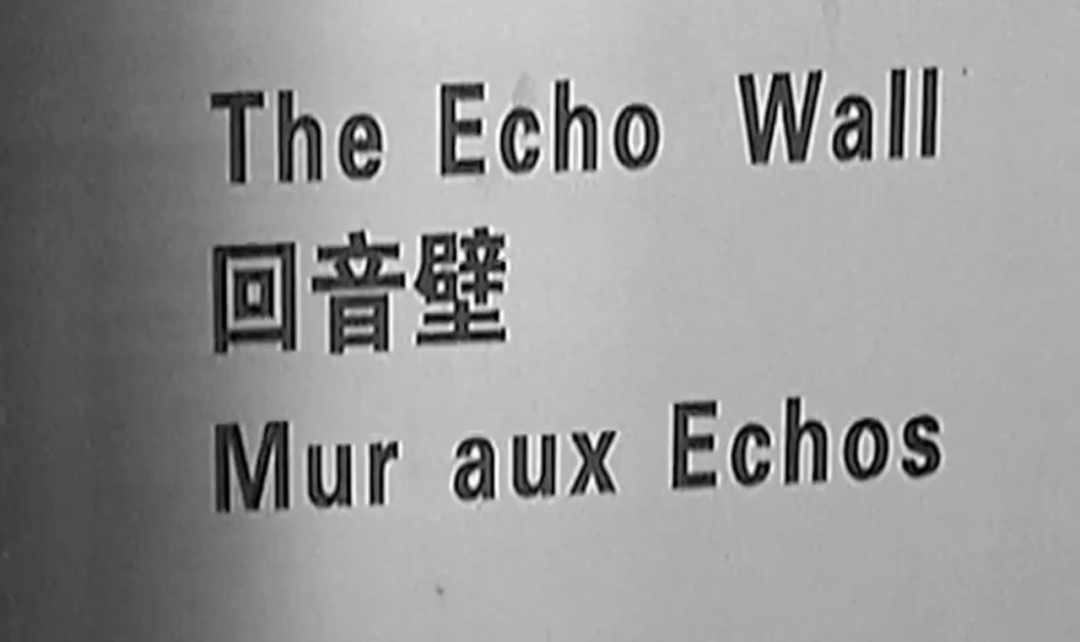 The Echo Wall
回音壁
Mur aux Echos